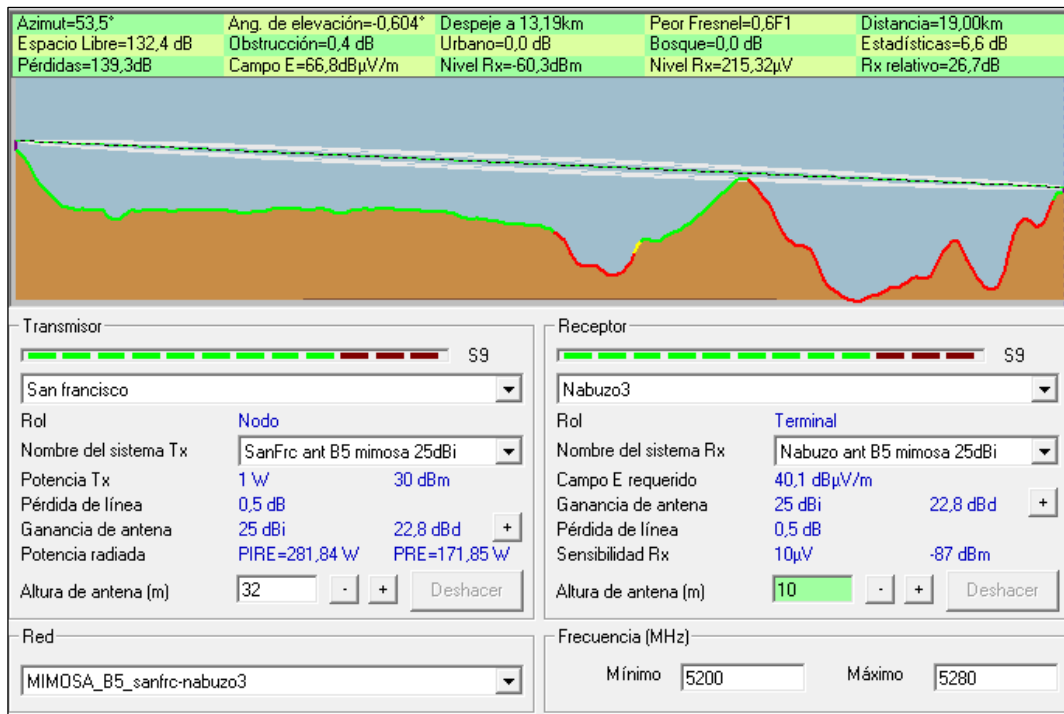 Azimut=53,5° Ang. de elevación=-0,604° Despeje a 13,19km Peor Fresnel=0,6F1 Distancia=19,00km
Espacio Libre=132,4 dB Obstrucción=0,4 dB Urbano=0,0 dB Bosque=0,0 dB Estadísticas=6,6 dB
Pérdidas=139,3dB Campo E=66,8dBµV/m Nivel Rx=-60,3dBm Nivel Rx=215,32µV Rx relativo=26,7dB
Transmisor
S9
San francisco
Rol Nodo
Nombre del sistema Tx SanFrc ant B5 mimosa 25dBi
Potencia Tx 1 W 30 dBm
Pérdida de línea 0,5 dB
Ganancia de antena 25 dBi 22,8 dBd +
Potencia radiada PIRE=281,84 W PRE=171,85 W
Altura de antena (m) 32 - + Deshacer
Receptor
S9
Nabuzo3
Rol Terminal
Nombre del sistema Rx Nabuzo ant B5 mimosa 25dBi
Campo E requerido 40,1 dBµV/m
Ganancia de antena 25 dBi 22,8 dBd +
Pérdida de línea 0,5 dB
Sensibilidad Rx 10µV -87 dBm
Altura de antena (m) 10 - + Deshacer
Red
MIMOSA_B5_sanfrc-nabuzo3
Frecuencia (MHz)
Mínimo 5200 Máximo 5280